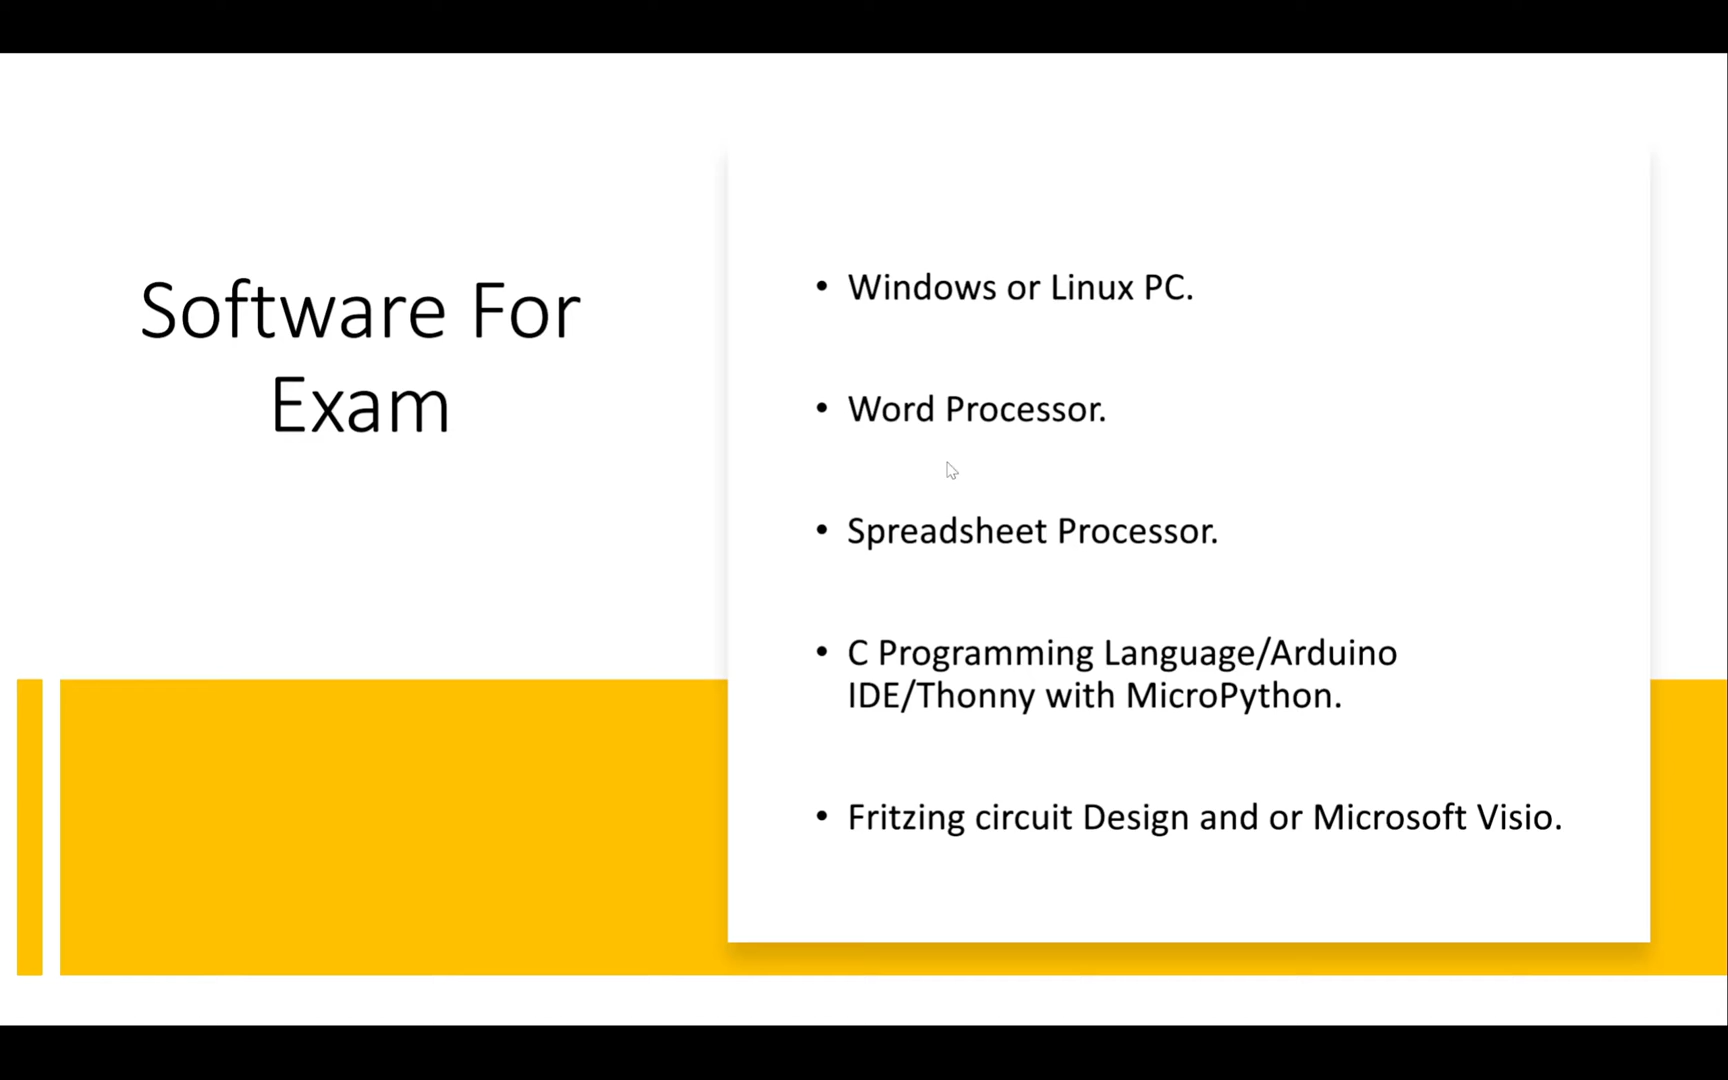 Software For
Exam
• Windows or Linux PC.
• Word Processor.
• Spreadsheet Processor.
• C Programming Language/Arduino
IDE/Thonny with MicroPython.
• Fritzing circuit Design and or Microsoft Visio.